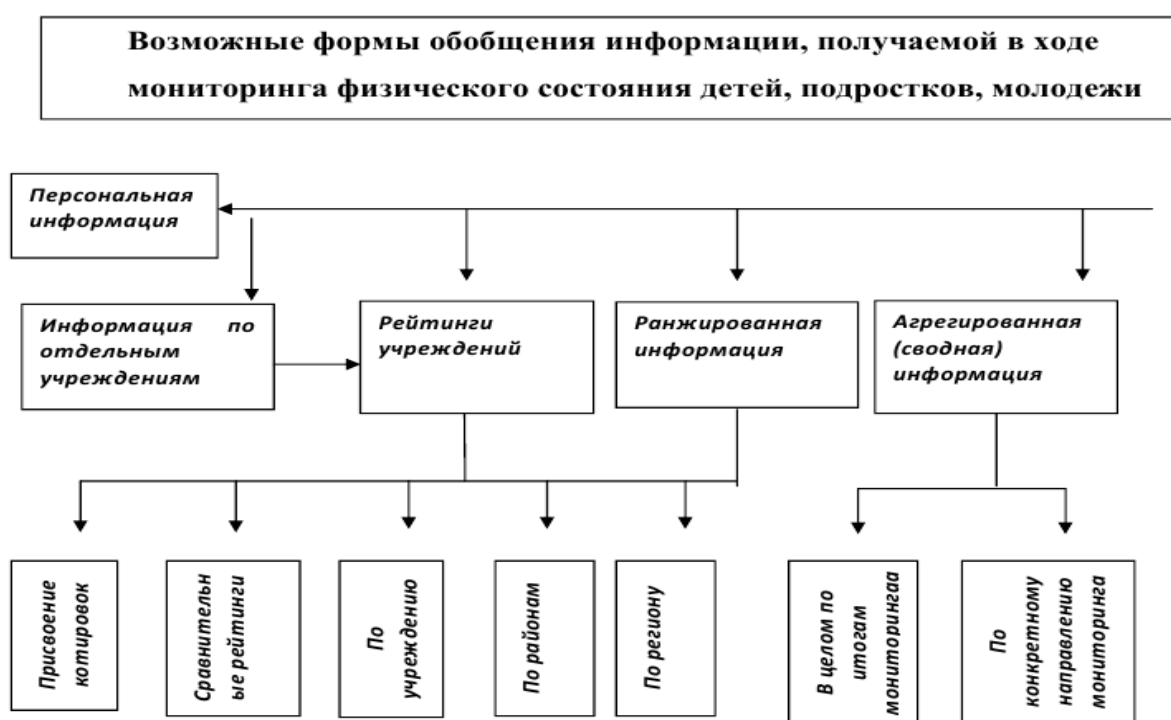 Возможные формы обобщения информации, получаемой в ходе
мониторинга физического состояния детей, подростков, молодежи
Персональная
информация
Информация по
отдельным
учреждениям
Рейтинги
учреждений
Ранжированная
информация
Агрегированная
(сводная)
информация
Присвоение
котировок
Сравнительн
ые рейтинги
По
учреждению
По районам
По региону
В целом по
итогам
мониторингаа
По
конкретному
направлению
мониторинга